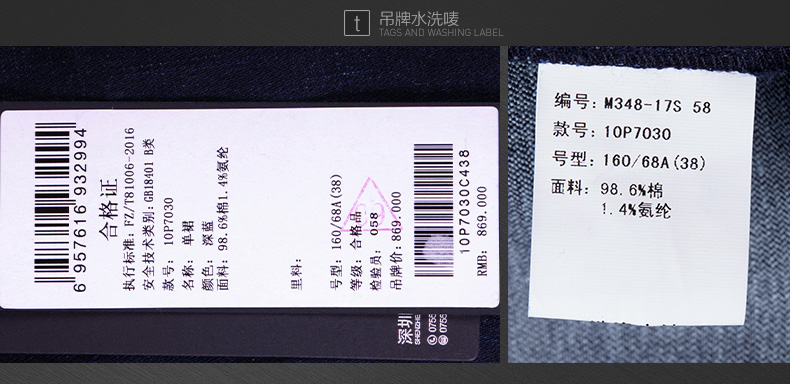 t
吊牌水洗唛
TAGS AND WASHING LABEL
6 957616 932994
合格证
执行标准: FZ/T81006-2016
安全技术类别: GB18401 B类
款号: 10P7030
名称: 单裙
颜色: 深蓝
面料: 98.6%棉1.4%氨纶
里料:
号型: 160/68A(38)
等级: 合格品
检验员: 058
吊牌价: 869.000
10P7030C438
RMB: 869.000
深圳
SHENZHE
0755
0755
编号: M348-17S 58
款号: 10P7030
号型: 160/68A(38)
面料: 98.6%棉
1.4%氨纶